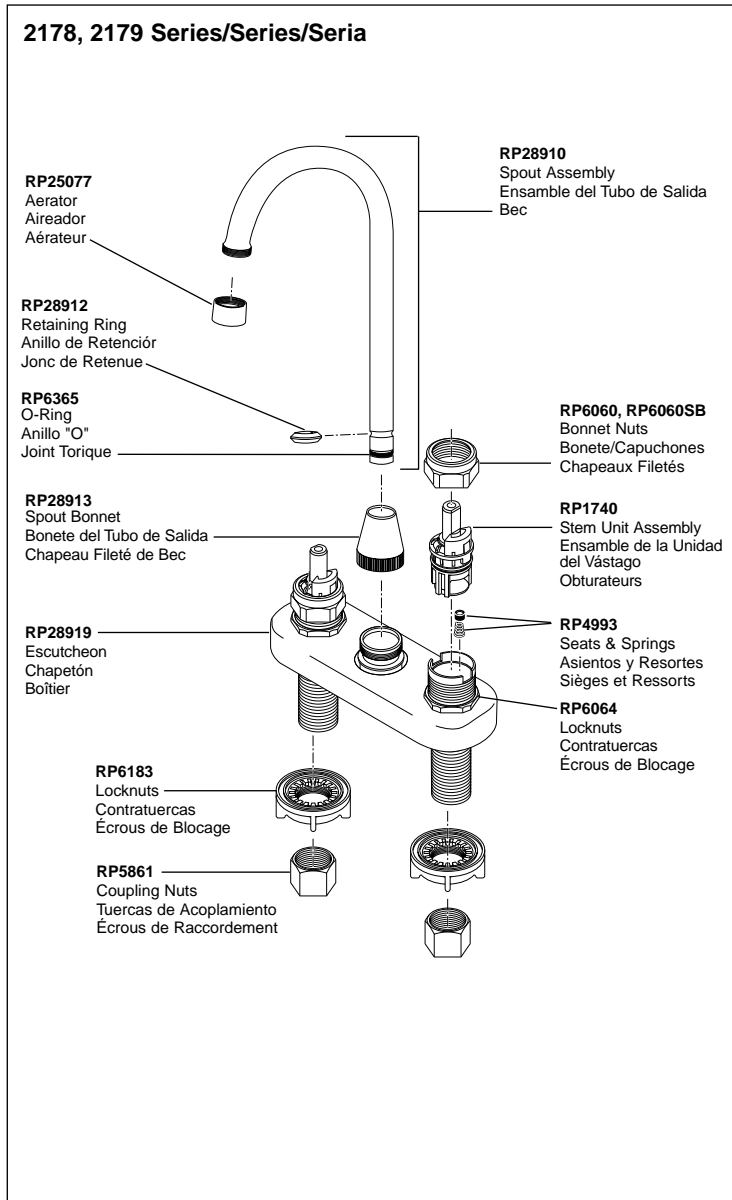 2178, 2179 Series/Series/Seria
RP28910
Spout Assembly
Ensamble del Tubo de Salida
Bec
RP25077
Aerator
Aireador
Aérateur
RP28912
Retaining Ring
Anillo de Retenciór
Jonc de Retenue
RP6365
O-Ring
Anillo "O"
Joint Torique
RP6060, RP6060SB
Bonnet Nuts
Bonete/Capuchones
Chapeaux Filetés
RP28913
Spout Bonnet
Bonete del Tubo de Salida
Chapeau Fileté de Bec
RP1740
Stem Unit Assembly
Ensamble de la Unidad
del Vástago
Obturateurs
RP28919
Escutcheon
Chapetón
Boîtier
RP4993
Seats & Springs
Asientos y Resortes
Sièges et Ressorts
RP6064
Locknuts
Contratuercas
Écrous de Blocage
RP6183
Locknuts
Contratuercas
Écrous de Blocage
RP5861
Coupling Nuts
Tuercas de Acoplamiento
Écrous de Raccordement